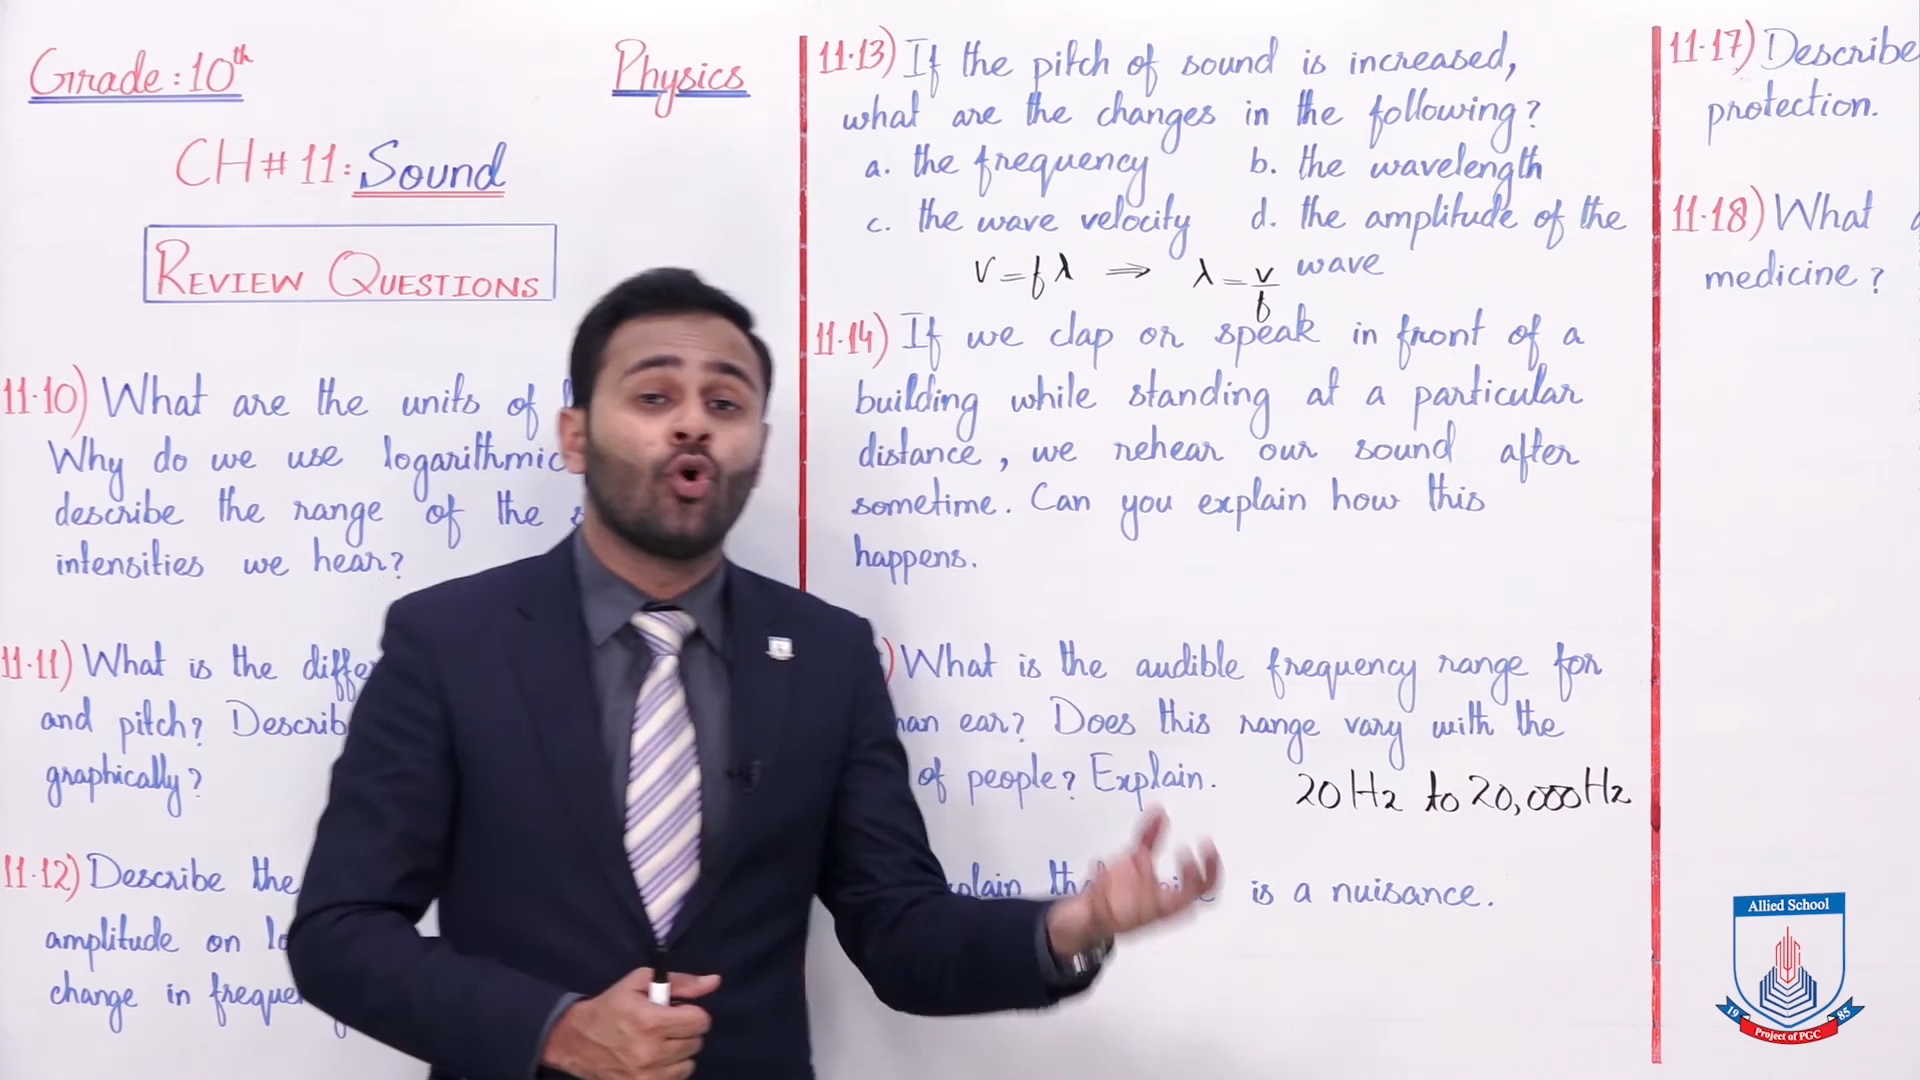 Grade: 10th
Physics
CH # 11: Sound
REVIEW QUESTIONS
11.10) What are the units of
Why do we use logarithmic
describe the range of the
intensities we hear?
11.11) What is the
and pitch?
graphically?
11.12) Describe the
amplitude on
change in
11.13) If the pitch of sound is increased,
what are the changes in the following?
a. the frequency b. the wavelength
c. the wave velocity d. the amplitude of the
wave
v = fλ ⇒ λ = v/f
11.14) If we clap or speak in front of a
building while standing at a particular
distance, we rehear our sound after
sometime. Can you explain how this
happens.
) What is the audible frequency range for
ear? Does this range vary with the
of people? Explain.
20 Hz to 20,000 Hz
is a nuisance.
11.17) Describe
protection.
11.18) What
medicine?
Allied School
19 85
Project of PGC